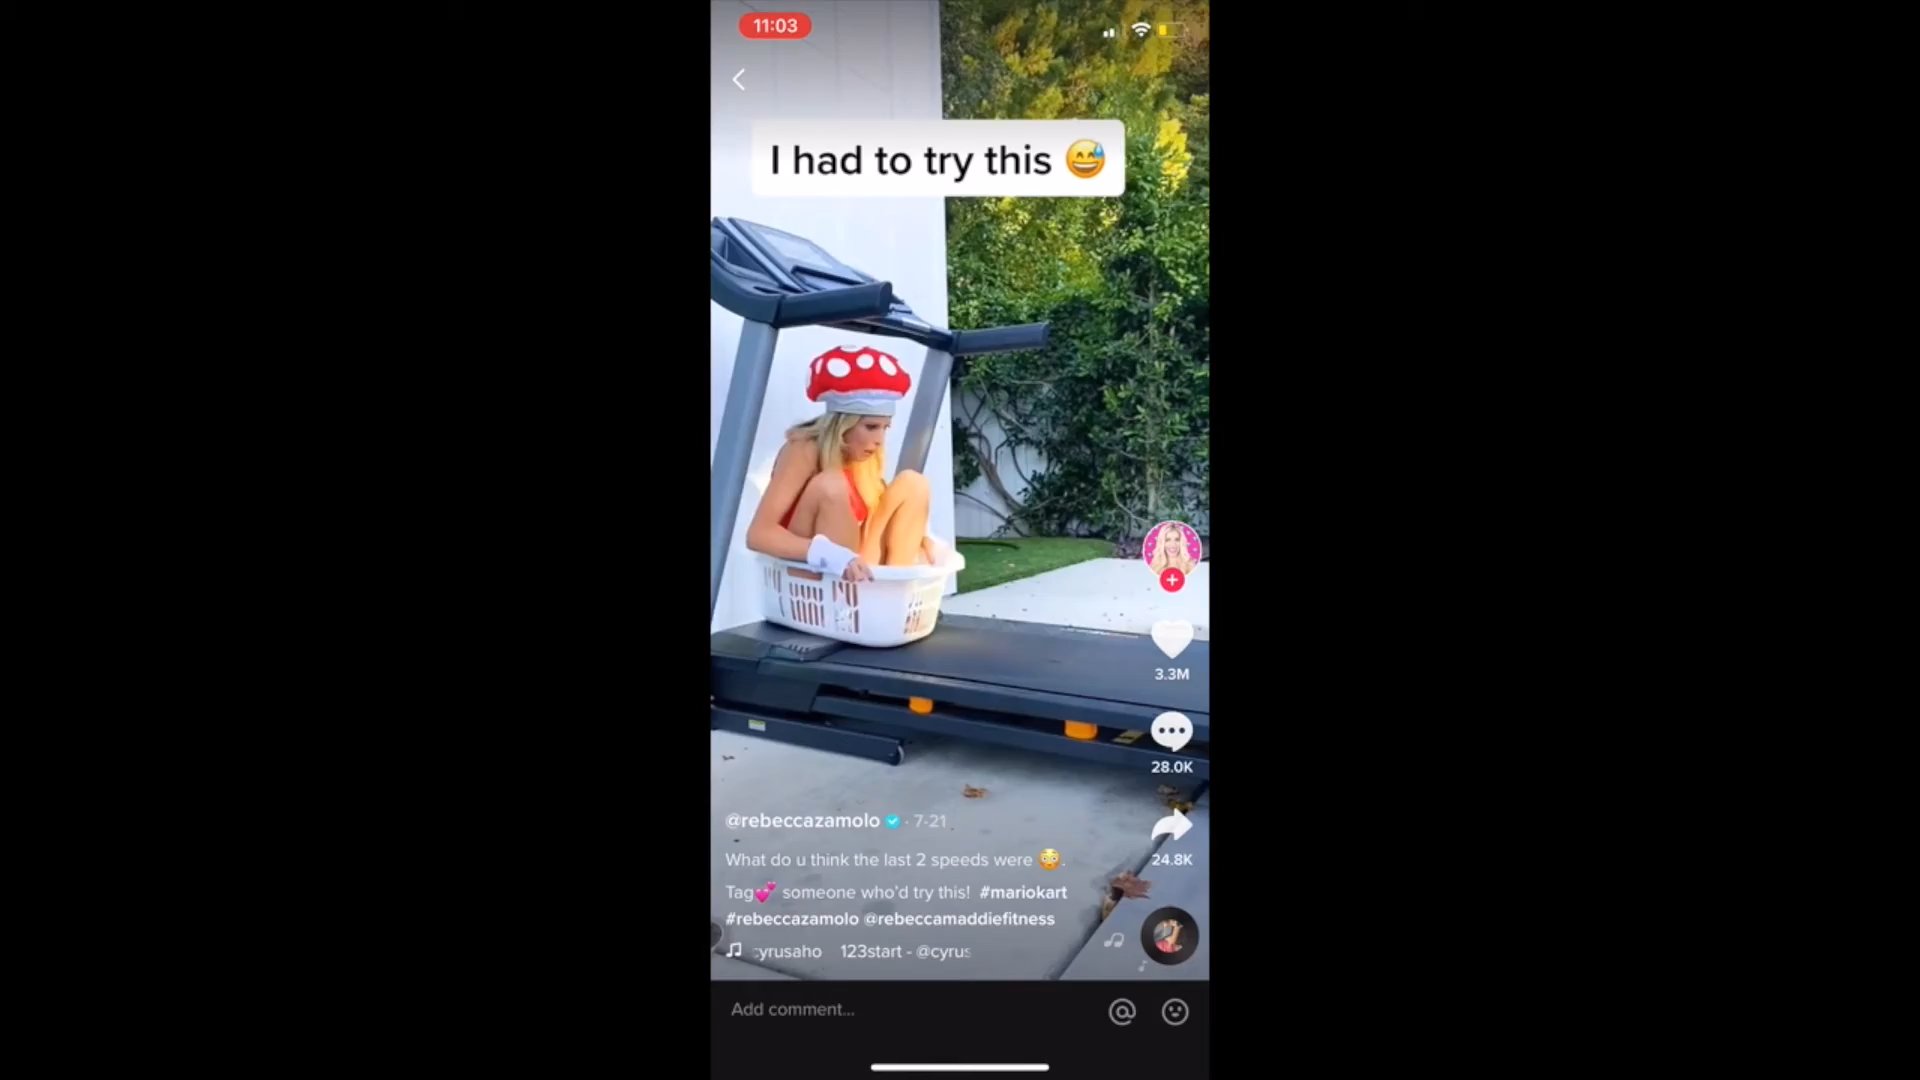 11:03
I had to try this 😅
3.3M
28.0K
24.8K
@rebeccazamolo · 7-21
What do u think the last 2 speeds were 😳.
Tag💞 someone who'd try this! #mariokart
#rebeccazamolo @rebeccamaddiefitness
yrusaho 123start - @cyrus
Add comment...